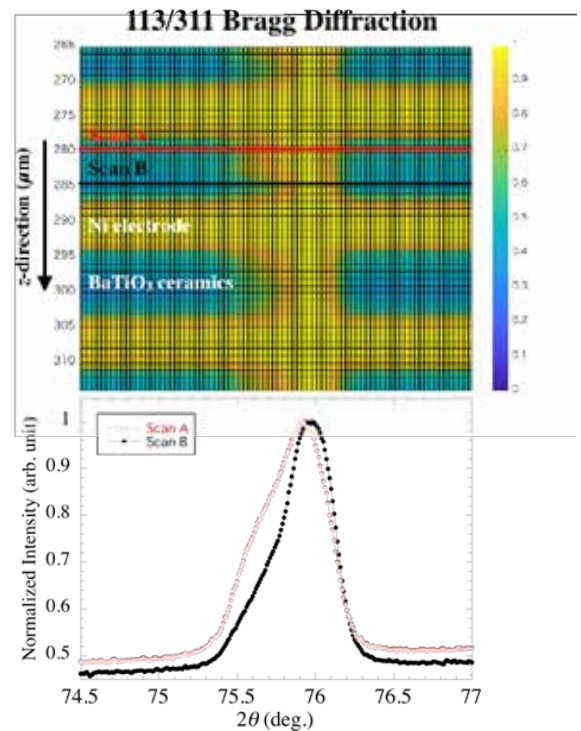 113/311 Bragg Diffraction
265
270
275
280
285
290
295
300
305
310
z-direction (μm)
Scan A
Scan B
Ni electrode
BaTiO₃ ceramics
1
0.9
0.8
0.7
0.6
0.5
0.4
0.3
0.2
0.1
0
Normalized Intensity (arb. unit)
1
0.9
0.8
0.7
0.6
0.5
Scan A
Scan B
74.5 75 75.5 76 76.5 77
2θ (deg.)